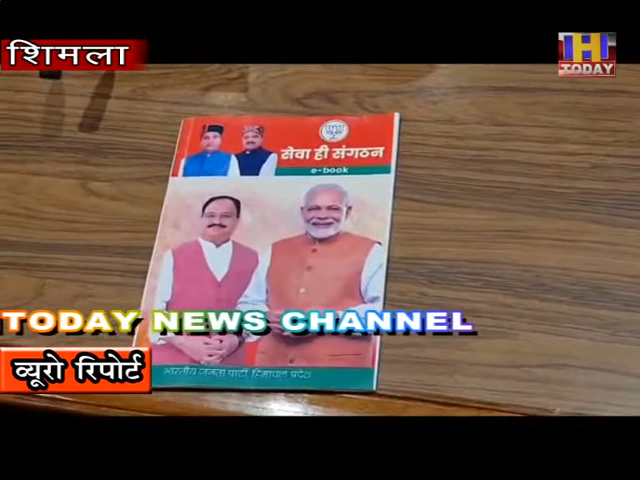 शिमला
H
TODAY
सेवा ही संगठन
e-book
TODAY NEWS CHANNEL
व्यूरो रिपोर्ट
भारतीय जनता पार्टी, हिमाचल प्रदेश